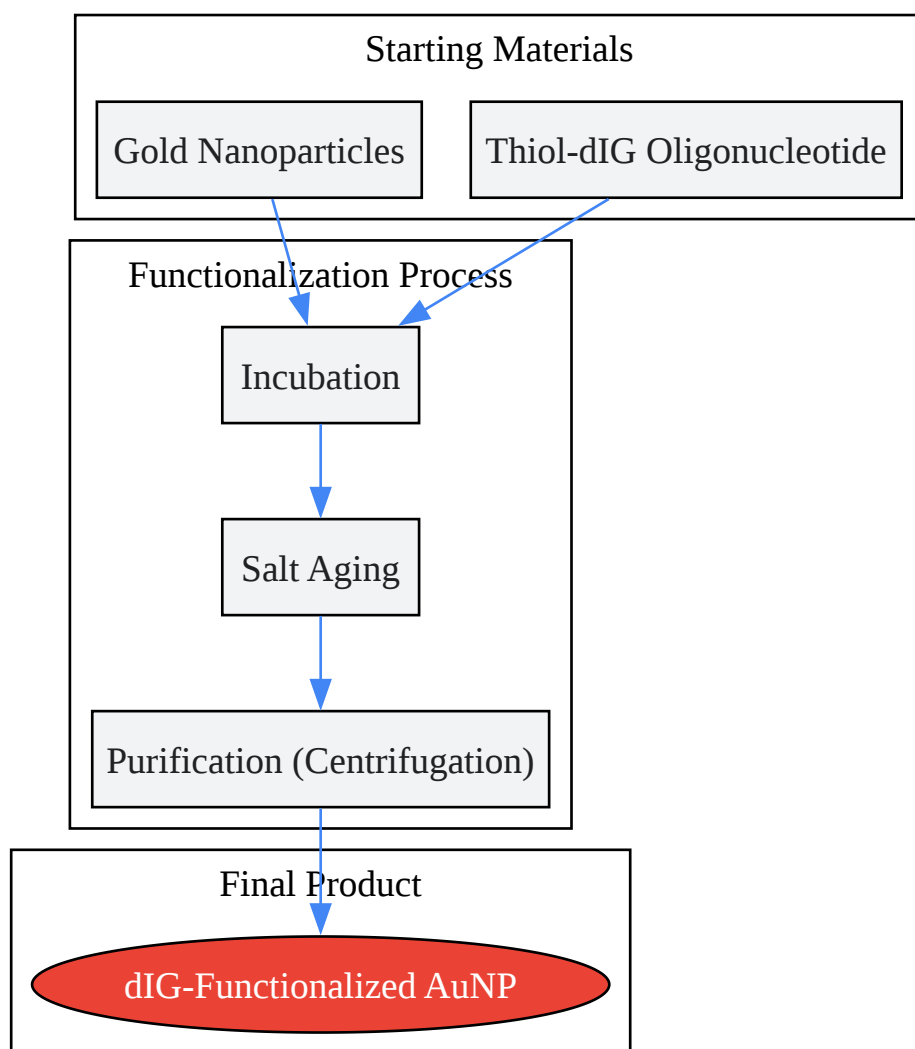 Starting Materials
Gold Nanoparticles
Thiol-dIG Oligonucleotide
Functionalization Process
Incubation
Salt Aging
Purification (Centrifugation)
Final Product
dIG-Functionalized AuNP